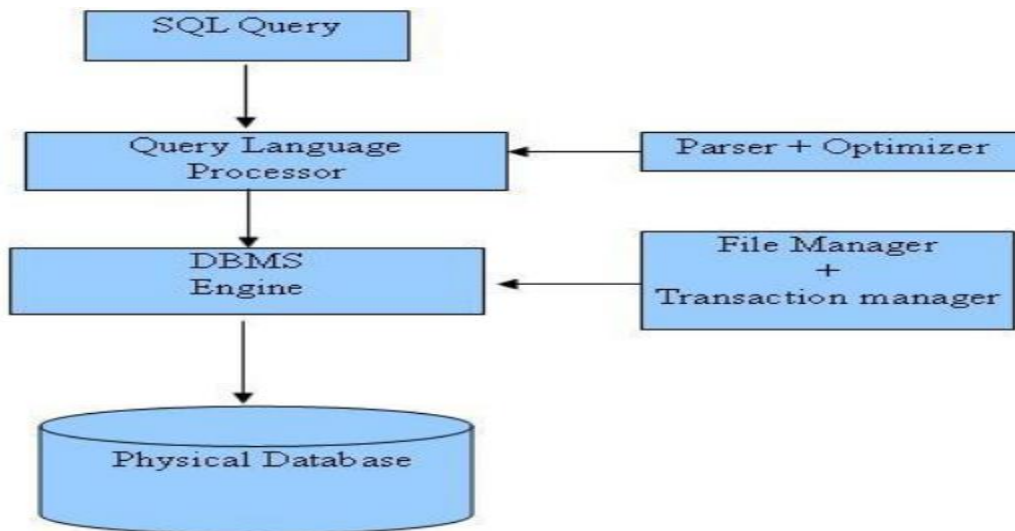 SQL Query
Query Language
Processor
Parser + Optimizer
DBMS
Engine
File Manager
+
Transaction manager
Physical Database